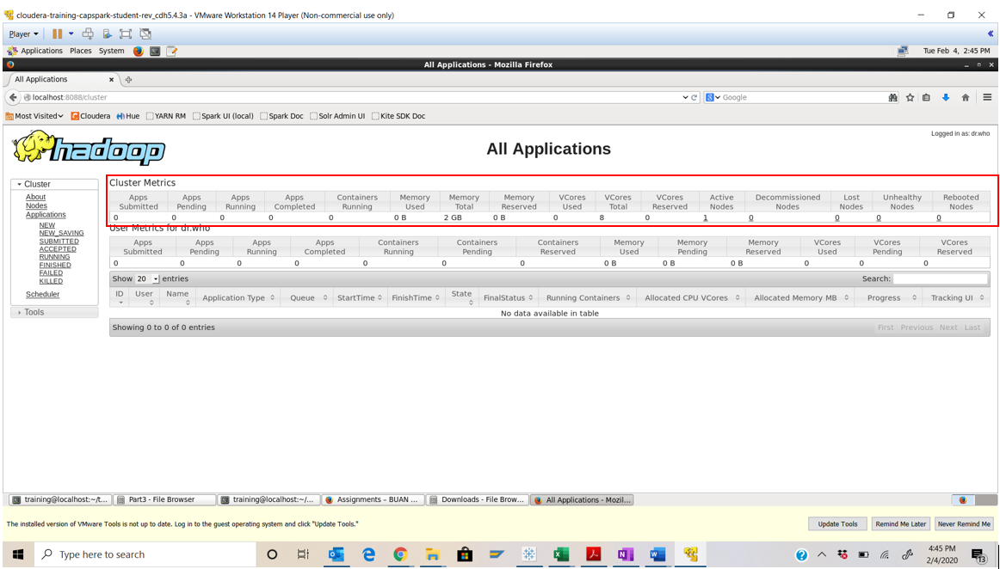 cloudera-training-capspark-student-rev_cdh5.4.3a - VMware Workstation 14 Player (Non-commercial use only)
Player
Applications Places System Tue Feb 4, 2:45 PM
All Applications - Mozilla Firefox
All Applications
localhost:8088/cluster Google
Most Visited Cloudera Hue YARN RM Spark UI (local) Spark Doc Solr Admin UI Kite SDK Doc
Logged in as: dr.who
hadoop
All Applications
Cluster
About
Nodes
Applications
NEW
NEW_SAVING
SUBMITTED
ACCEPTED
RUNNING
FINISHED
FAILED
KILLED
Scheduler
Tools
Cluster Metrics
Apps Submitted Apps Pending Apps Running Apps Completed Containers Running Memory Used Memory Total Memory Reserved VCores Used VCores Total VCores Reserved Active Nodes Decommissioned Nodes Lost Nodes Unhealthy Nodes Rebooted Nodes
0 0 0 0 0 0 B 2 GB 0 B 0 8 0 1 0 0 0 0
User Metrics for dr.who
Apps Submitted Apps Pending Apps Running Apps Completed Containers Running Containers Pending Containers Reserved Memory Used Memory Pending Memory Reserved VCores Used VCores Pending VCores Reserved
0 0 0 0 0 0 0 0 B 0 B 0 B 0 0 0
Show 20 entries Search:
ID User Name Application Type Queue StartTime FinishTime State FinalStatus Running Containers Allocated CPU VCores Allocated Memory MB Progress Tracking UI
No data available in table
Showing 0 to 0 of 0 entries First Previous Next Last
training@localhost:~/t... Part3 - File Browser training@localhost:~/... Assignments – BUAN ... Downloads - File Brow... All Applications - Mozil...
The installed version of VMware Tools is not up to date. Log in to the guest operating system and click "Update Tools." Update Tools Remind Me Later Never Remind Me
Type here to search
4:45 PM
2/4/2020
13